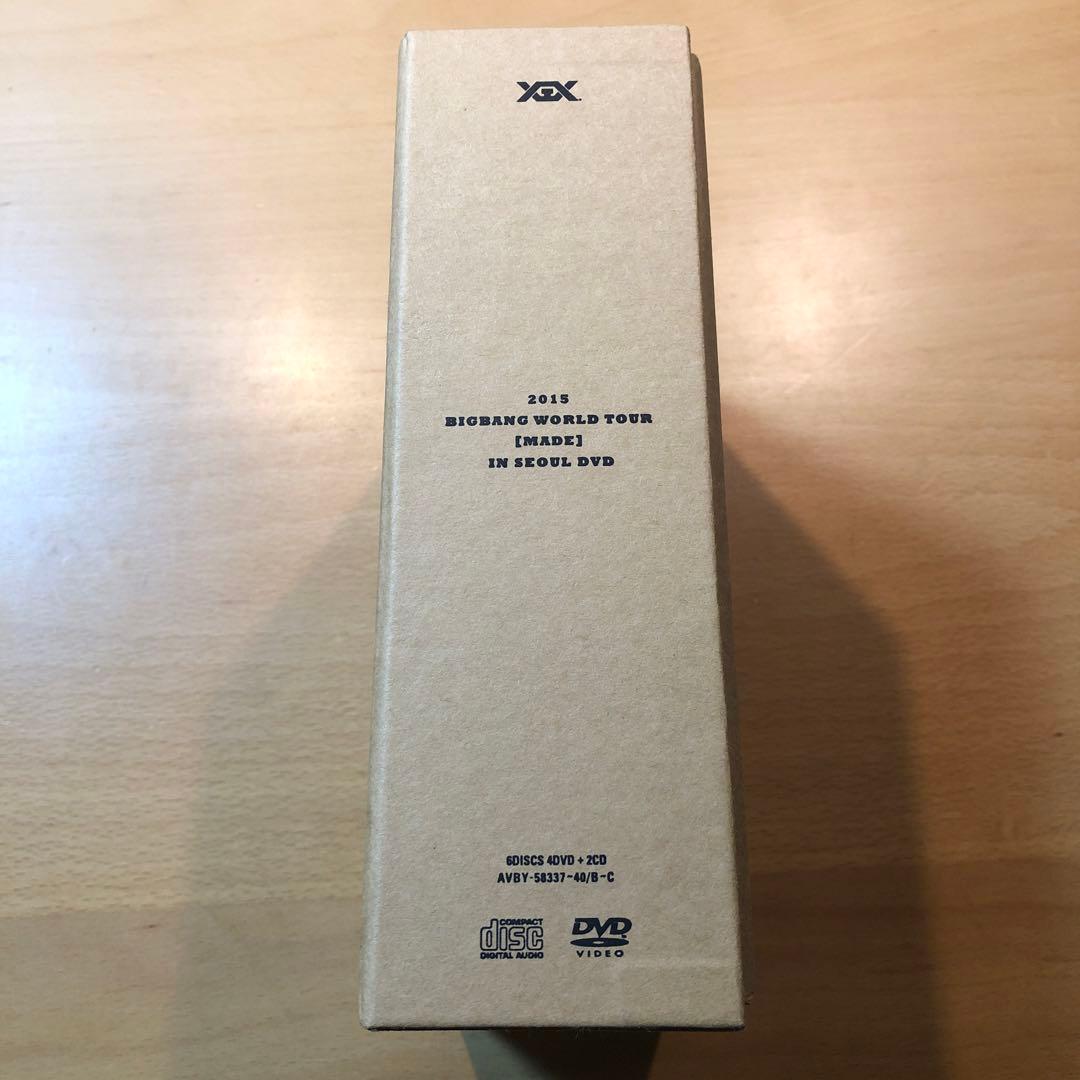 YGEX
2015
BIGBANG WORLD TOUR
[MADE]
IN SEOUL DVD
6DISCS 4DVD + 2CD
AVBY-58337~40/B~C
COMPACT
disc
DIGITAL AUDIO
DVD
VIDEO